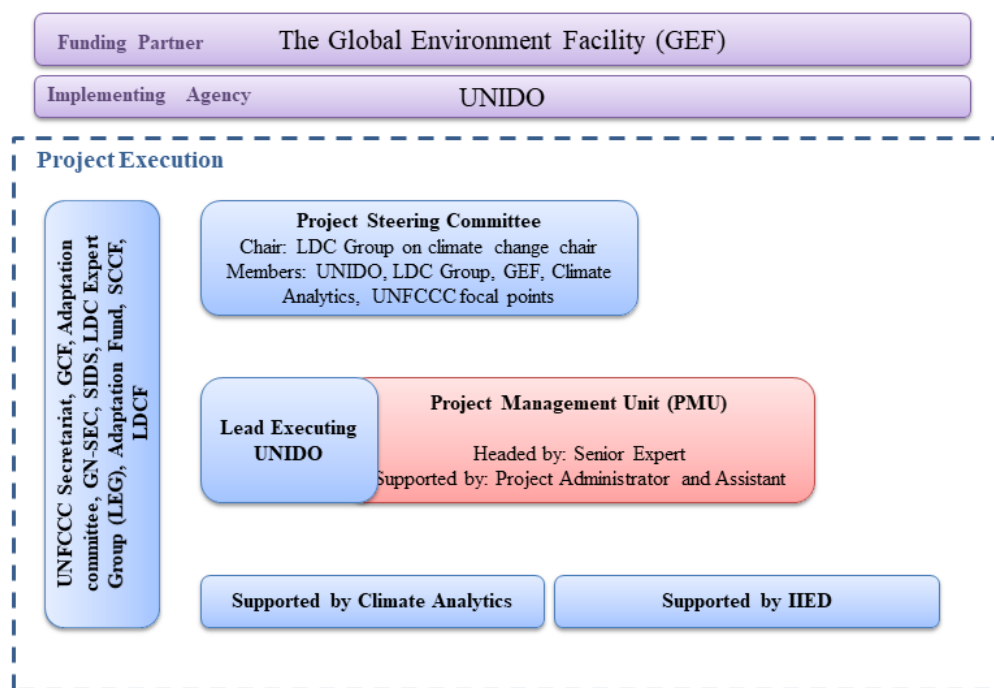 Funding Partner The Global Environment Facility (GEF)
Implementing Agency UNIDO
Project Execution
UNFCCC Secretariat, GCF, Adaptation
committee, GN-SEC, SIDS, LDC Expert
Group (LEG), Adaptation Fund, SCCF,
LDCF
Project Steering Committee
Chair: LDC Group on climate change chair
Members: UNIDO, LDC Group, GEF, Climate
Analytics, UNFCCC focal points
Lead Executing
UNIDO
Project Management Unit (PMU)
Headed by: Senior Expert
Supported by: Project Administrator and Assistant
Supported by Climate Analytics
Supported by IIED